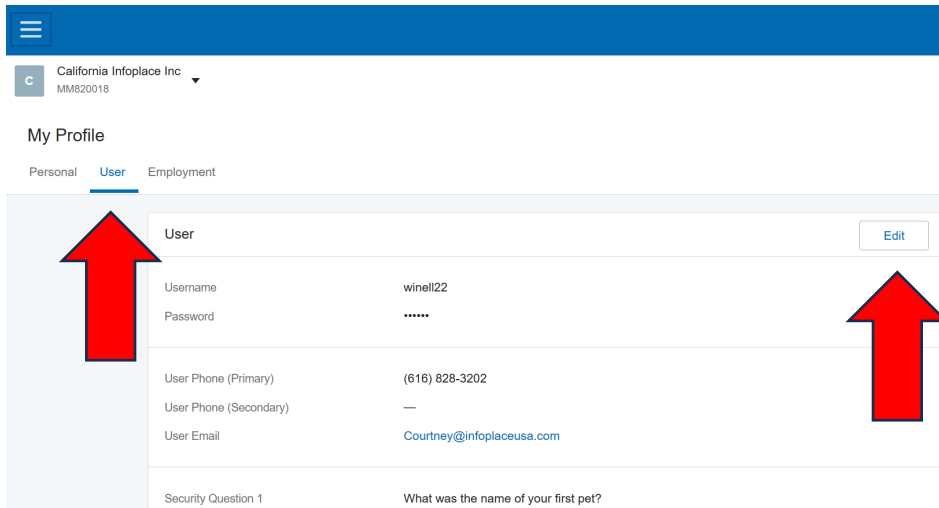 C
California Infoplace Inc
MM820018
My Profile
Personal User Employment
User Edit
Username winell22
Password ••••••
User Phone (Primary) (616) 828-3202
User Phone (Secondary) —
User Email Courtney@infoplaceusa.com
Security Question 1 What was the name of your first pet?